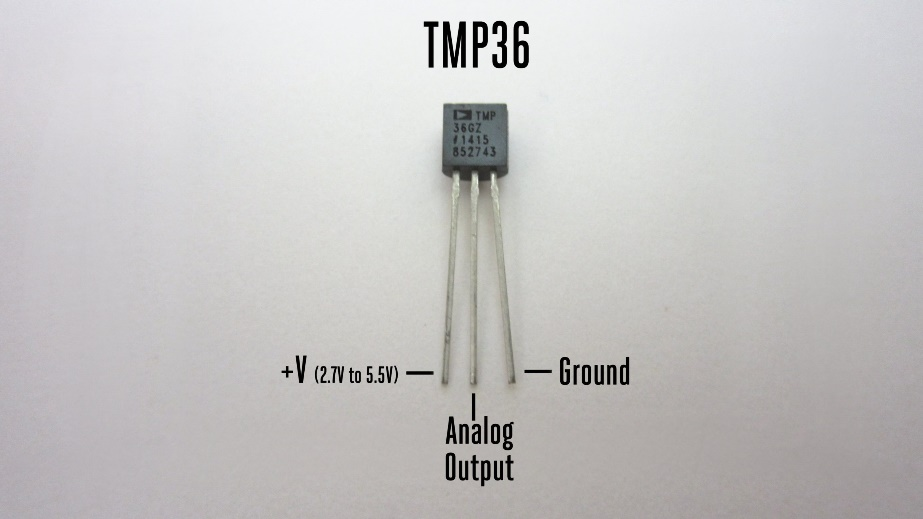 TMP36
TMP
36GZ
#1415
852743
+V (2.7V to 5.5V)
Ground
Analog
Output